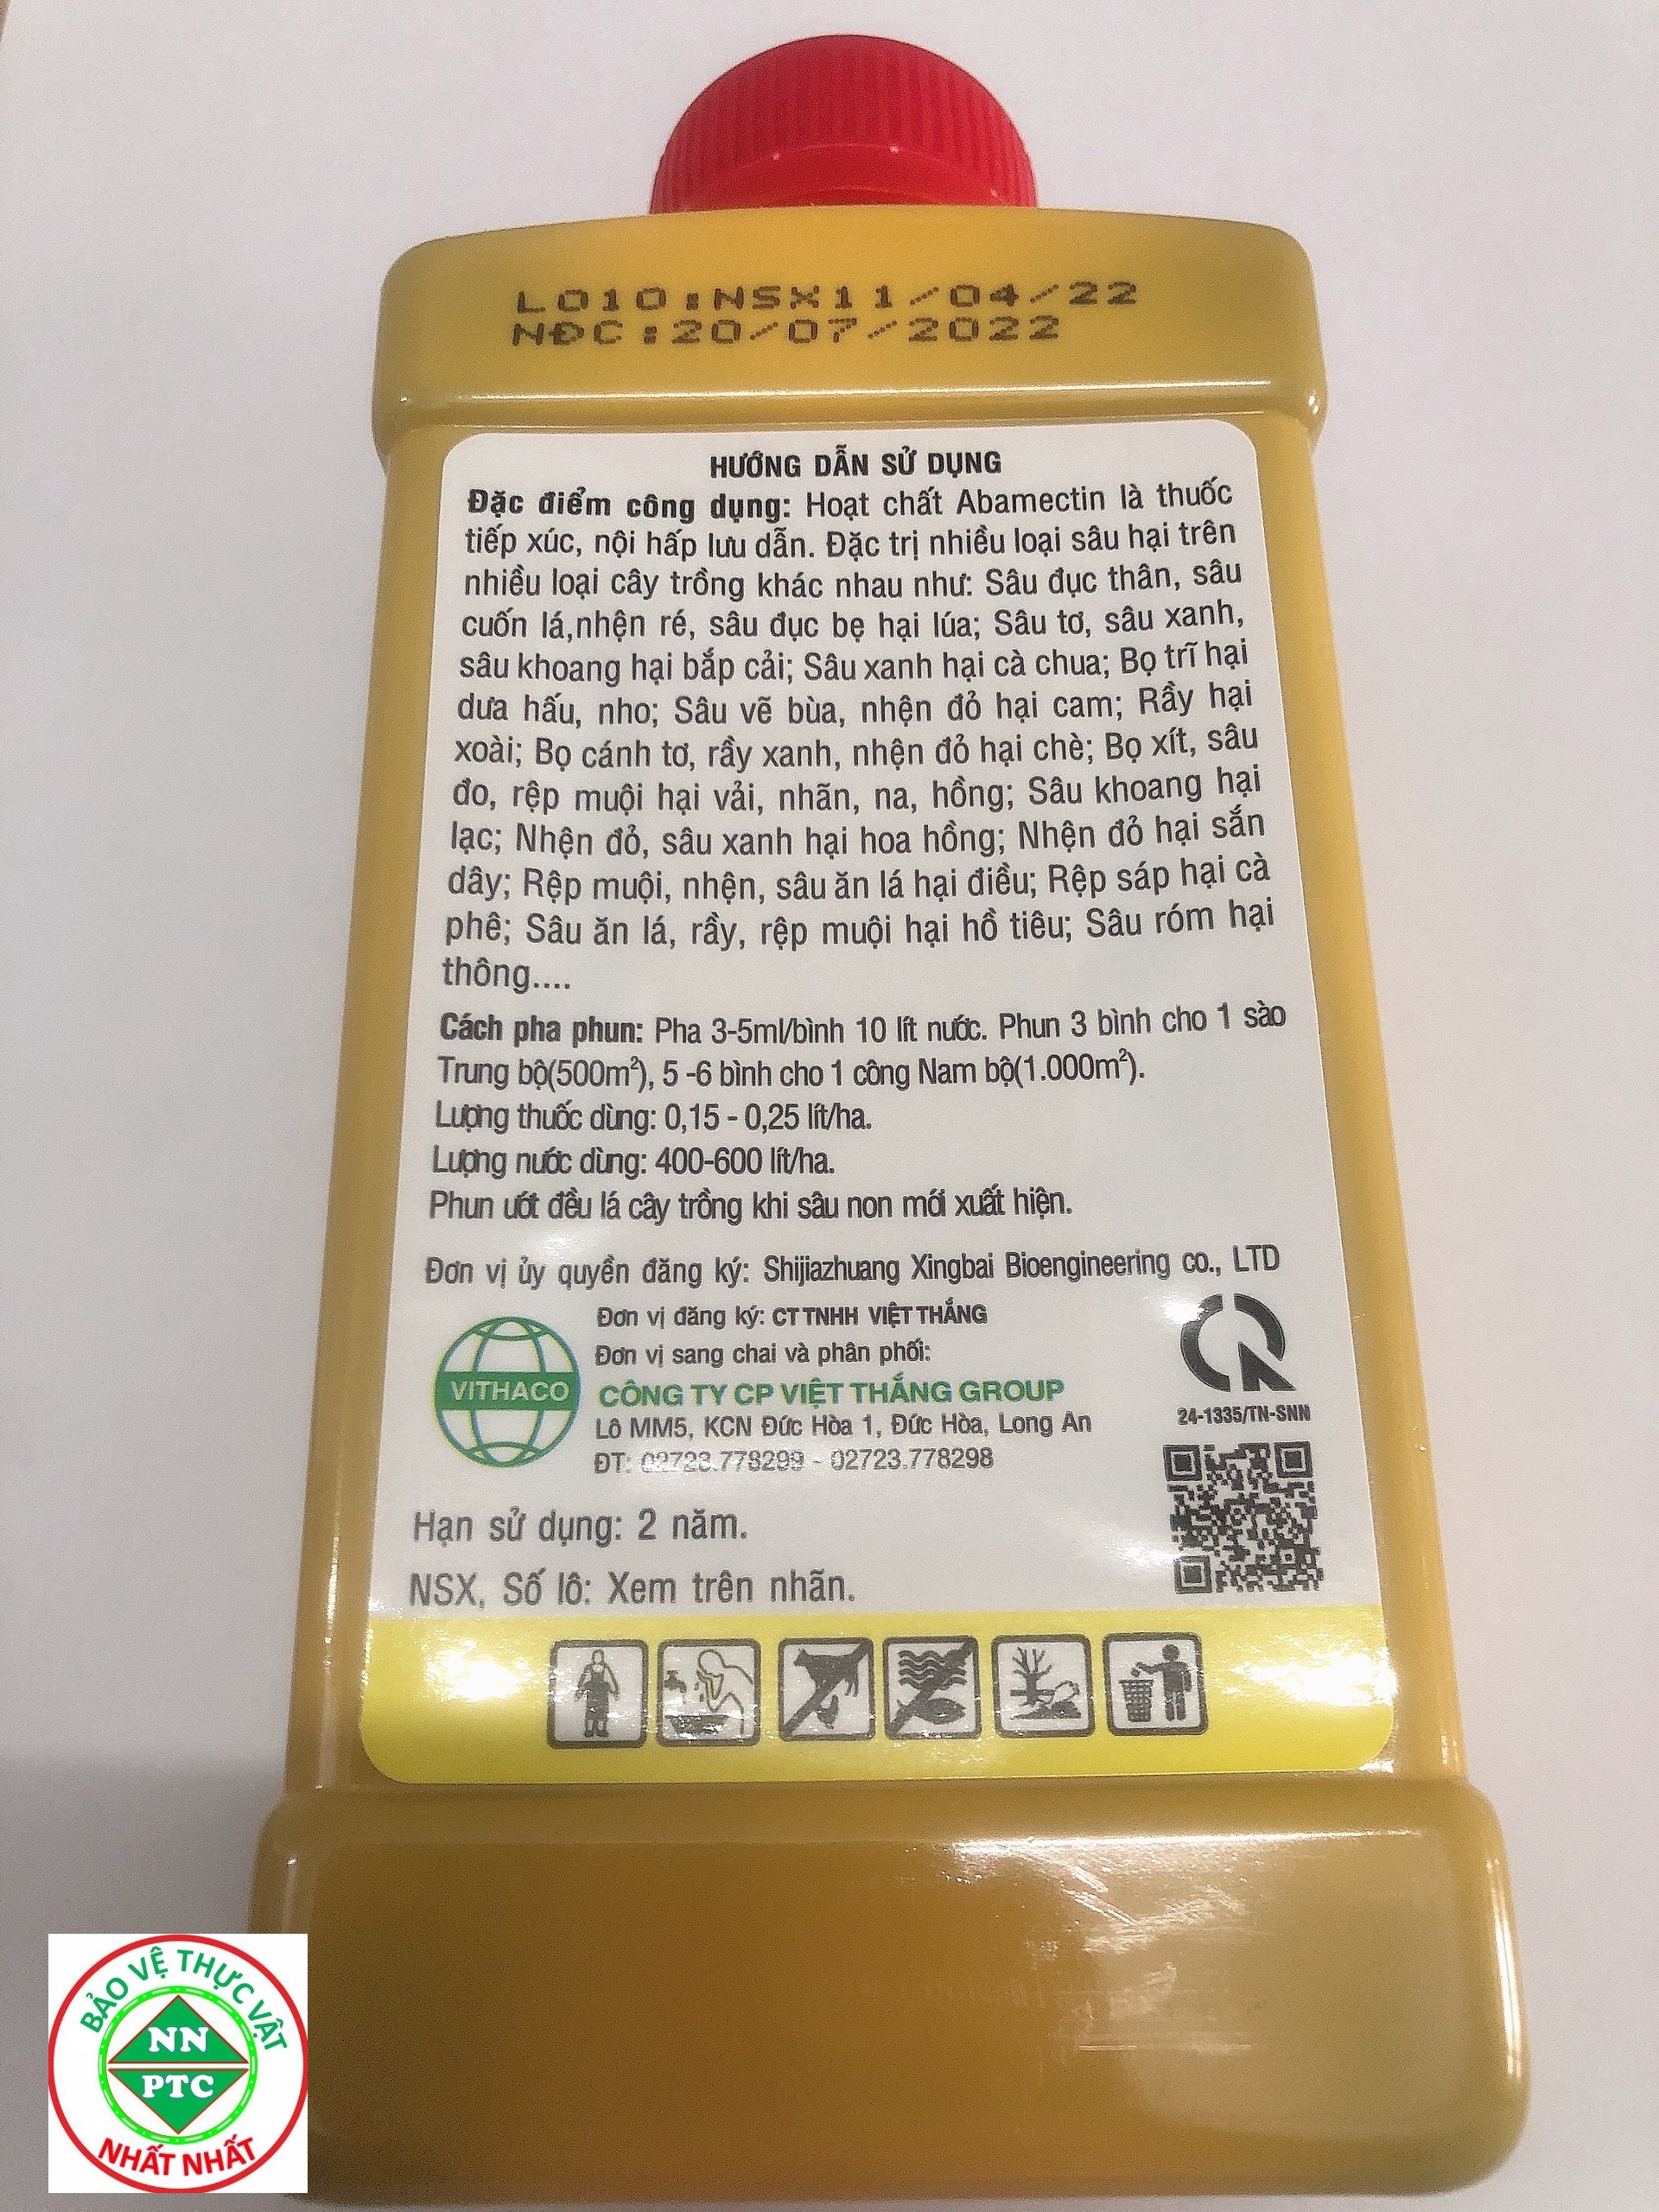 L010:NSX11/04/22
NĐC:20/07/2022
HƯỚNG DẪN SỬ DỤNG
Đặc điểm công dụng: Hoạt chất Abamectin là thuốc
tiếp xúc, nội hấp lưu dẫn. Đặc trị nhiều loại sâu hại trên
nhiều loại cây trồng khác nhau như: Sâu đục thân, sâu
cuốn lá,nhện ré, sâu đục bẹ hại lúa; Sâu tơ, sâu xanh,
sâu khoang hại bắp cải; Sâu xanh hại cà chua; Bọ trĩ hại
dưa hấu, nho; Sâu vẽ bùa, nhện đỏ hại cam; Rầy hại
xoài; Bọ cánh tơ, rầy xanh, nhện đỏ hại chè; Bọ xít, sâu
đo, rệp muội hại vải, nhãn, na, hồng; Sâu khoang hại
lạc; Nhện đỏ, sâu xanh hại hoa hồng; Nhện đỏ hại sắn
dây; Rệp muội, nhện, sâu ăn lá hại điều; Rệp sáp hại cà
phê; Sâu ăn lá, rầy, rệp muội hại hồ tiêu; Sâu róm hại
thông....
Cách pha phun: Pha 3-5ml/bình 10 lít nước. Phun 3 bình cho 1 sào
Trung bộ(500m²), 5 -6 bình cho 1 công Nam bộ(1.000m²).
Lượng thuốc dùng: 0,15 - 0,25 lít/ha.
Lượng nước dùng: 400-600 lít/ha.
Phun ướt đều lá cây trồng khi sâu non mới xuất hiện.
Đơn vị ủy quyền đăng ký: Shijiazhuang Xingbai Bioengineering co., LTD
Đơn vị đăng ký: CT TNHH VIỆT THẮNG
Đơn vị sang chai và phân phối:
VITHACO
CÔNG TY CP VIỆT THẮNG GROUP
Lô MM5, KCN Đức Hòa 1, Đức Hòa, Long An
ĐT: 02723.778299 - 02723.778298
24-1335/TN-SNN
Hạn sử dụng: 2 năm.
NSX, Số lô: Xem trên nhãn.
BẢO VỆ THỰC VẬT
NN
PTC
NHẤT NHẤT